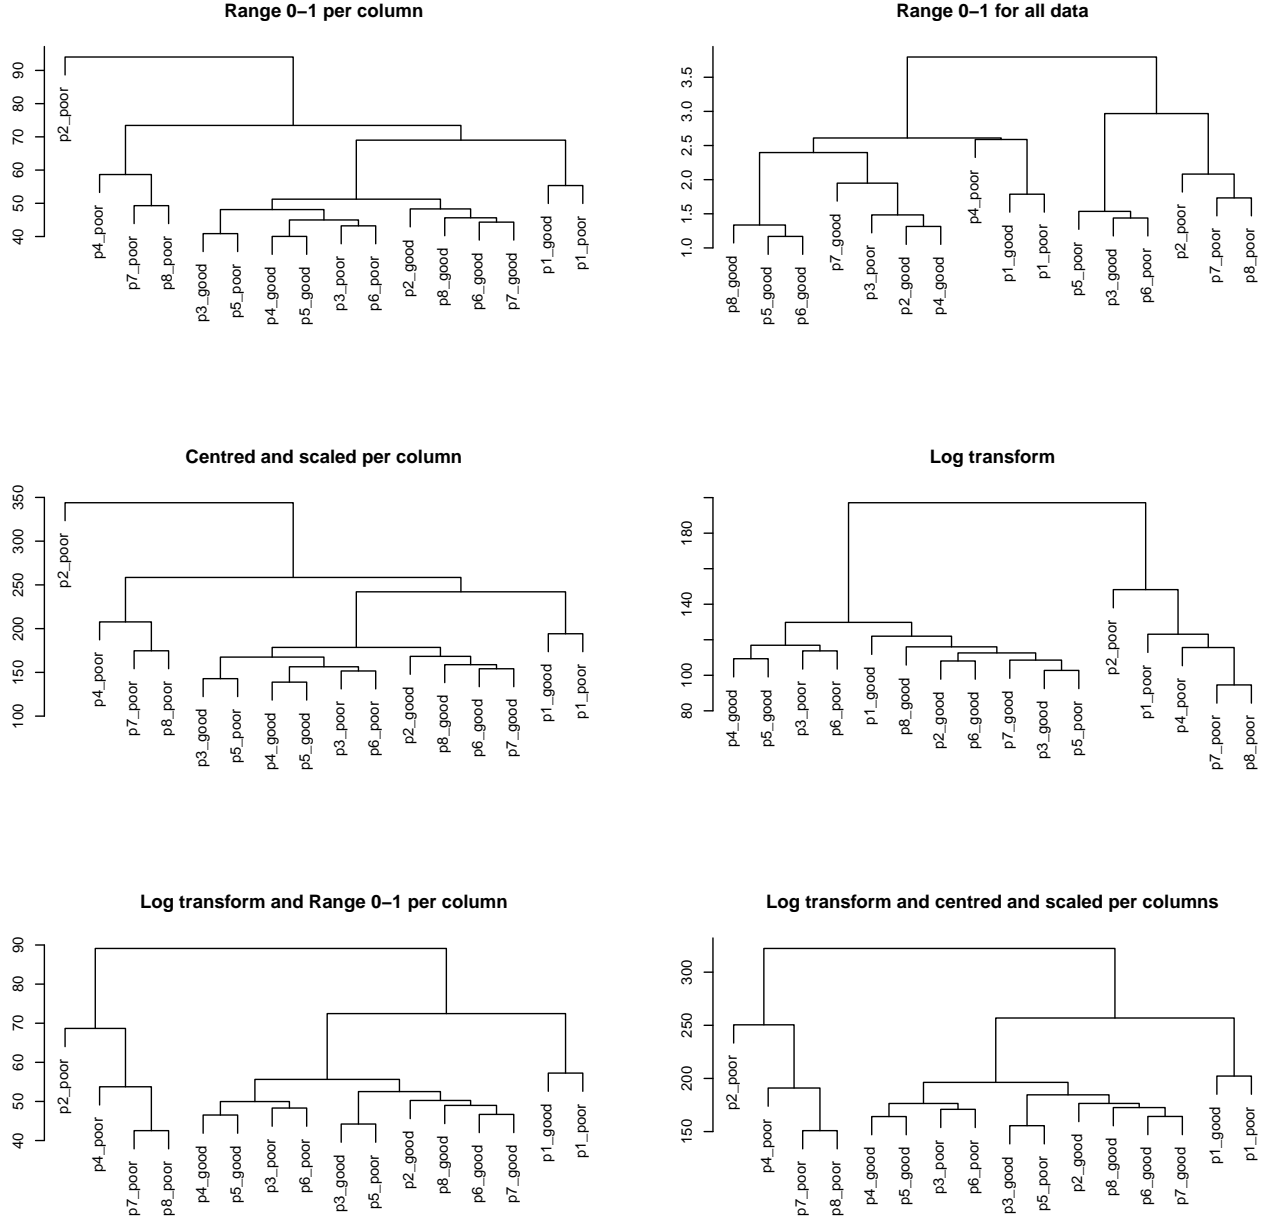 Range 0–1 per column
90
80
70
60
50
40
p2_poor
p4_poor
p7_poor
p8_poor
p3_good
p5_poor
p4_good
p5_good
p3_poor
p6_poor
p2_good
p8_good
p6_good
p7_good
p1_good
p1_poor
Range 0–1 for all data
3.5
3.0
2.5
2.0
1.5
1.0
p8_good
p5_good
p6_good
p7_good
p3_poor
p2_good
p4_good
p4_poor
p1_good
p1_poor
p5_poor
p3_good
p6_poor
p2_poor
p7_poor
p8_poor
Centred and scaled per column
350
300
250
200
150
100
p2_poor
p4_poor
p7_poor
p8_poor
p3_good
p5_poor
p4_good
p5_good
p3_poor
p6_poor
p2_good
p8_good
p6_good
p7_good
p1_good
p1_poor
Log transform
180
140
100
80
p4_good
p5_good
p3_poor
p6_poor
p1_good
p8_good
p2_good
p6_good
p7_good
p3_good
p5_poor
p2_poor
p1_poor
p4_poor
p7_poor
p8_poor
Log transform and Range 0–1 per column
90
80
70
60
50
40
p2_poor
p4_poor
p7_poor
p8_poor
p4_good
p5_good
p3_poor
p6_poor
p3_good
p5_poor
p2_good
p8_good
p6_good
p7_good
p1_good
p1_poor
Log transform and centred and scaled per columns
300
250
200
150
p2_poor
p4_poor
p7_poor
p8_poor
p4_good
p5_good
p3_poor
p6_poor
p3_good
p5_poor
p2_good
p8_good
p6_good
p7_good
p1_good
p1_poor